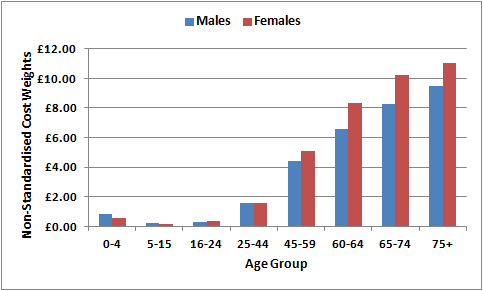 Males Females
£12.00
£10.00
£8.00
£6.00
£4.00
£2.00
£0.00
Non-Standardised Cost Weights
0-4 5-15 16-24 25-44 45-59 60-64 65-74 75+
Age Group